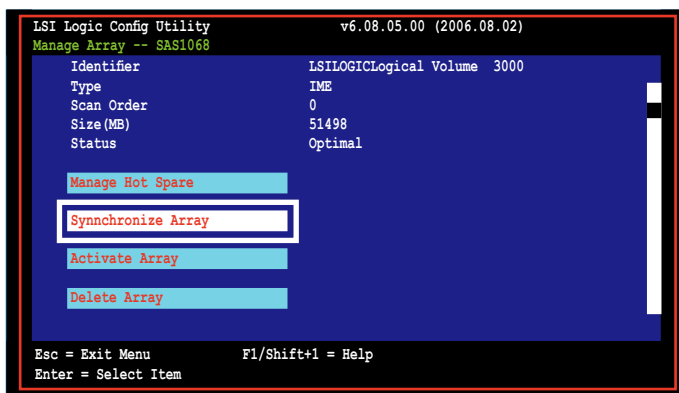 LSI Logic Config Utility v6.08.05.00 (2006.08.02)
Manage Array -- SAS1068
Identifier LSILOGICLogical Volume 3000
Type IME
Scan Order 0
Size(MB) 51498
Status Optimal
Manage Hot Spare
Synnchronize Array
Activate Array
Delete Array
Esc = Exit Menu F1/Shift+1 = Help
Enter = Select Item